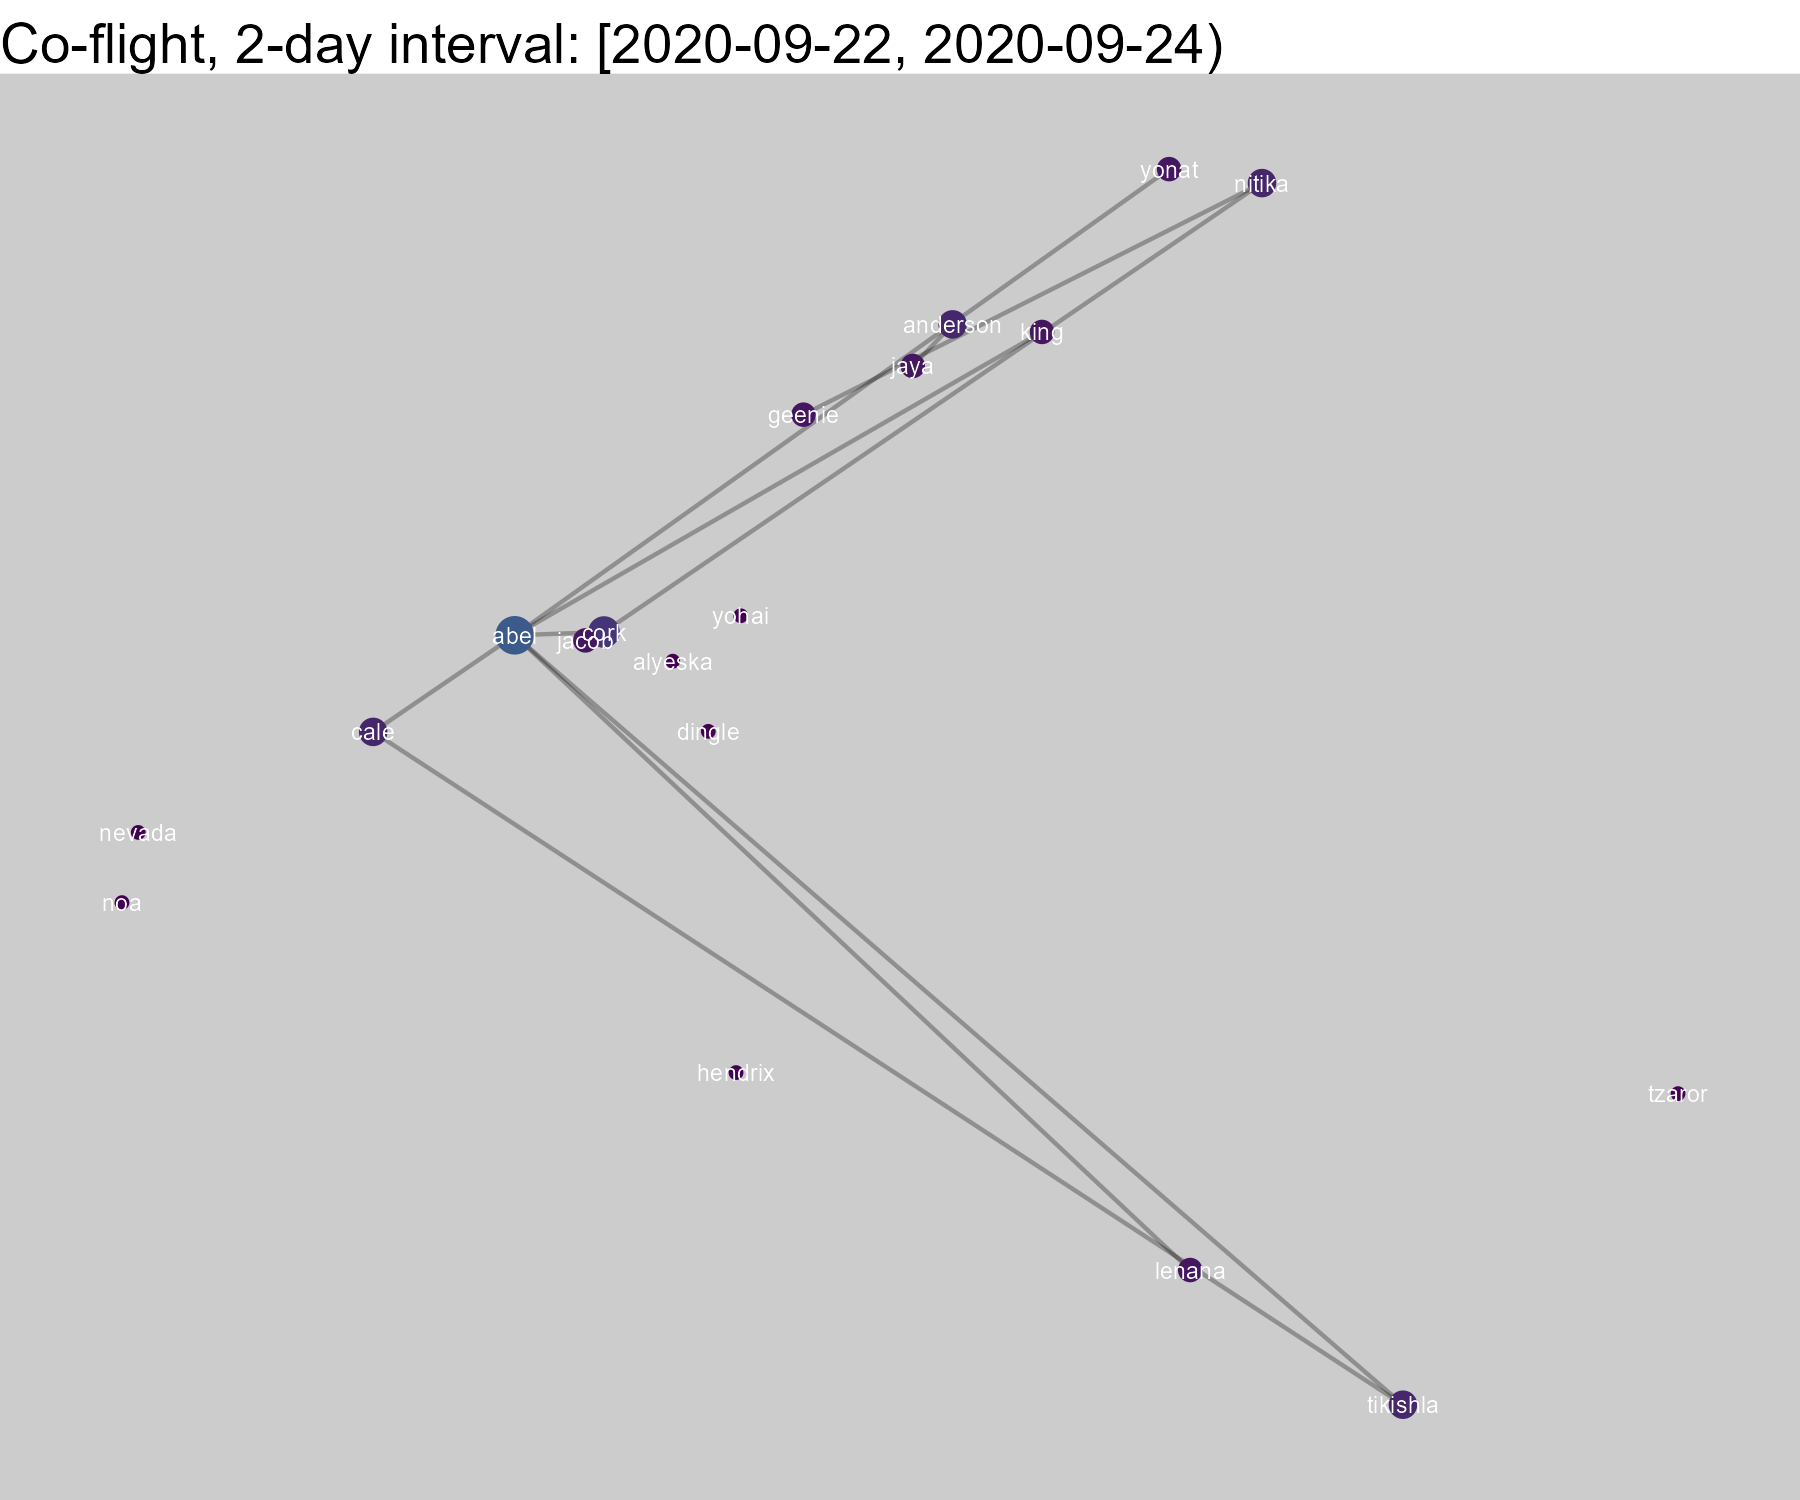 Co-flight, 2-day interval: [2020-09-22, 2020-09-24)
yonat
nitika
anderson
king
jaya
geenie
yohai
abel
cork
jacob
alyeska
cale
dingle
nevada
noa
hendrix
tzaror
lenana
tikishla